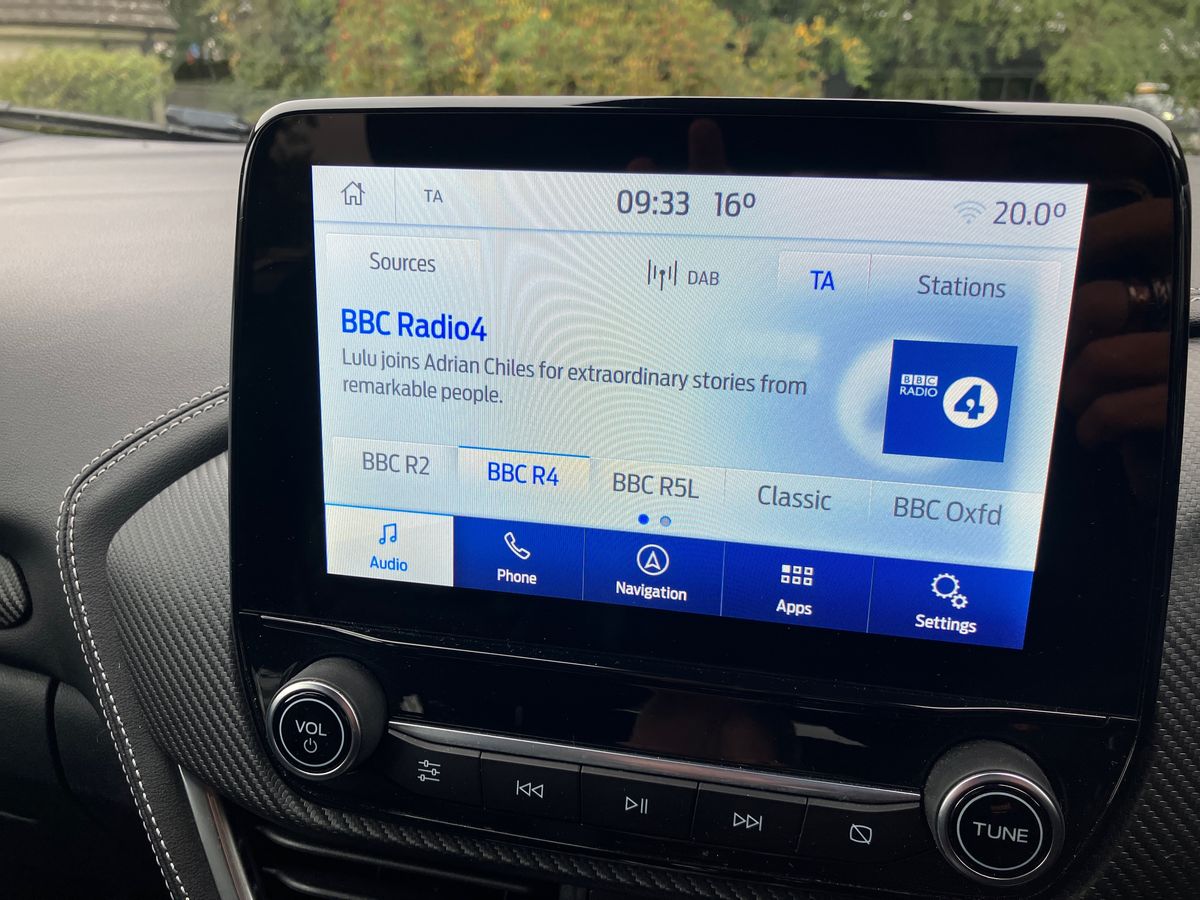 TA 09:33 16º 20.0º
Sources DAB TA Stations
BBC Radio4
Lulu joins Adrian Chiles for extraordinary stories from
remarkable people.
BBC
RADIO 4
BBC R2 BBC R4 BBC R5L Classic BBC Oxfd
Audio Phone Navigation Apps Settings
VOL
TUNE